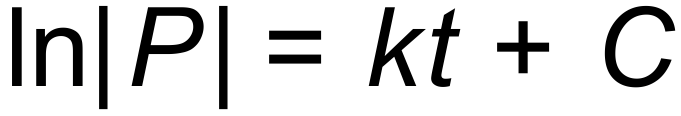 ln|P| = kt + C